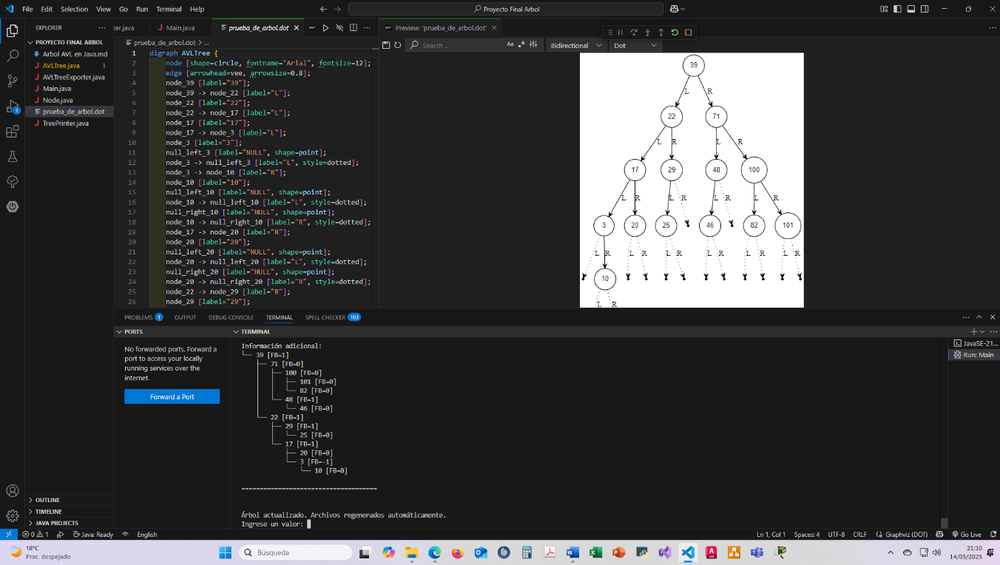 File Edit Selection View Go Run Terminal Help
Proyecto Final Arbol
EXPLORER
PROYECTO FINAL ARBOL
Arbol AVL en Java.md
AVLTree.java 1
AVLTreeExporter.java
Main.java
Node.java
prueba_de_arbol.dot
TreePrinter.java
OUTLINE
TIMELINE
JAVA PROJECTS
ter.java Main.java prueba_de_arbol.dot DOT
prueba_de_arbol.dot > ...
1 digraph AVLTree {
2 node [shape=circle, fontname="Arial", fontsize=12];
3 edge [arrowhead=vee, arrowsize=0.8];
4 node_39 [label="39"];
5 node_39 -> node_22 [label="L"];
6 node_22 [label="22"];
7 node_22 -> node_17 [label="L"];
8 node_17 [label="17"];
9 node_17 -> node_3 [label="L"];
10 node_3 [label="3"];
11 null_left_3 [label="NULL", shape=point];
12 node_3 -> null_left_3 [label="L", style=dotted];
13 node_3 -> node_10 [label="R"];
14 node_10 [label="10"];
15 null_left_10 [label="NULL", shape=point];
16 node_10 -> null_left_10 [label="L", style=dotted];
17 null_right_10 [label="NULL", shape=point];
18 node_10 -> null_right_10 [label="R", style=dotted];
19 node_17 -> node_20 [label="R"];
20 node_20 [label="20"];
21 null_left_20 [label="NULL", shape=point];
22 node_20 -> null_left_20 [label="L", style=dotted];
23 null_right_20 [label="NULL", shape=point];
24 node_20 -> null_right_20 [label="R", style=dotted];
25 node_22 -> node_29 [label="R"];
26 node_29 [label="29"];
DOT Preview: 'prueba_de_arbol.dot'
Search ... Aa Bidirectional Dot
39
L R
22 71
L R L R
17 29 48 100
L R L R L R L R
3 20 25 46 82 101
L R L R L R L R L R L R
10
L R
PROBLEMS 1 OUTPUT DEBUG CONSOLE TERMINAL PORTS SPELL CHECKER 103
PORTS
No forwarded ports. Forward a
port to access your locally
running services over the
internet.
Forward a Port
TERMINAL
Información adicional:
└── 39 [FB=1]
├── 71 [FB=0]
│ ├── 100 [FB=0]
│ │ ├── 101 [FB=0]
│ │ └── 82 [FB=0]
│ └── 48 [FB=1]
│ └── 46 [FB=0]
└── 22 [FB=1]
├── 29 [FB=1]
│ └── 25 [FB=0]
└── 17 [FB=1]
├── 20 [FB=0]
└── 3 [FB=-1]
└── 10 [FB=0]
-------------------------------------
Árbol actualizado. Archivos regenerados automáticamente.
Ingrese un valor:
JavaSE-21...
Run: Main
0 1 Java: Ready English Ln 1, Col 1 Spaces: 4 UTF-8 CRLF Graphviz (DOT) Go Live
18°C
Prac. despejado
Búsqueda
21:10
14/05/2025